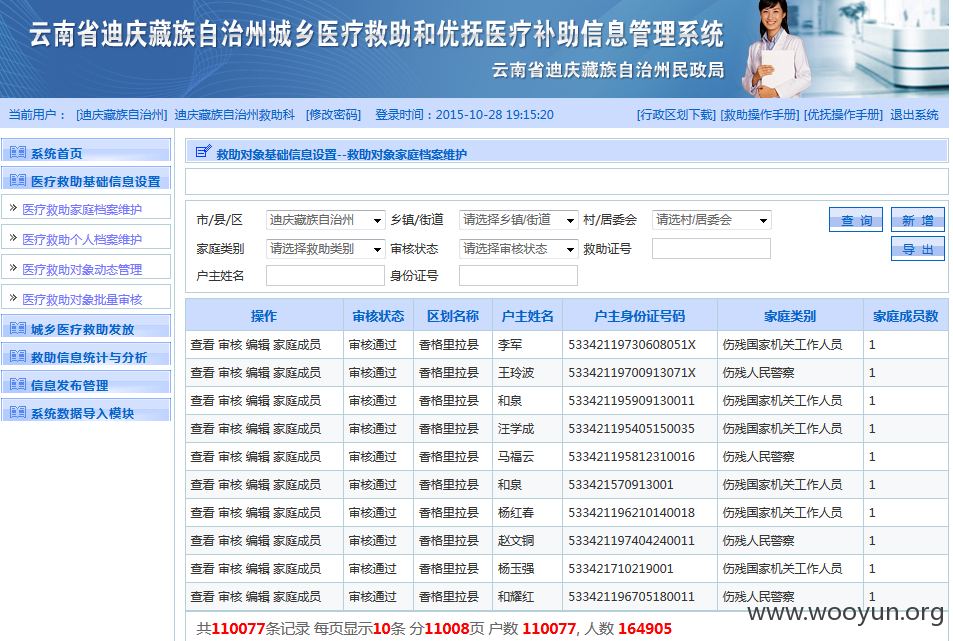 云南省迪庆藏族自治州城乡医疗救助和优抚医疗补助信息管理系统
云南省迪庆藏族自治州民政局
当前用户： [迪庆藏族自治州] 迪庆藏族自治州救助科 [修改密码] 登录时间：2015-10-28 19:15:20 [行政区划下载] [救助操作手册] [优抚操作手册] 退出系统
系统首页
医疗救助基础信息设置
医疗救助家庭档案维护
医疗救助个人档案维护
医疗救助对象动态管理
医疗救助对象批量审核
城乡医疗救助发放
救助信息统计与分析
信息发布管理
系统数据导入模块
救助对象基础信息设置--救助对象家庭档案维护
市/县/区 迪庆藏族自治州 乡镇/街道 请选择乡镇/街道 村/居委会 请选村/居委会 查 询 新 增
家庭类别 请选择救助类别 审核状态 请选择审核状态 救助证号 导 出
户主姓名 身份证号
操作 审核状态 区划名称 户主姓名 户主身份证号码 家庭类别 家庭成员数
查看 审核 编辑 家庭成员 审核通过 香格里拉县 李军 53342119730608051X 伤残国家机关工作人员 1
查看 审核 编辑 家庭成员 审核通过 香格里拉县 王玲波 53342119700913071X 伤残人民警察 1
查看 审核 编辑 家庭成员 审核通过 香格里拉县 和泉 533421195909130011 伤残国家机关工作人员 1
查看 审核 编辑 家庭成员 审核通过 香格里拉县 汪学成 533421195405150035 伤残国家机关工作人员 1
查看 审核 编辑 家庭成员 审核通过 香格里拉县 马福云 533421195812310016 伤残人民警察 1
查看 审核 编辑 家庭成员 审核通过 香格里拉县 和泉 533421570913001 伤残国家机关工作人员 1
查看 审核 编辑 家庭成员 审核通过 香格里拉县 杨红春 533421196210140018 伤残国家机关工作人员 1
查看 审核 编辑 家庭成员 审核通过 香格里拉县 赵文铜 533421197404240011 伤残人民警察 1
查看 审核 编辑 家庭成员 审核通过 香格里拉县 杨玉强 533421710219001 伤残国家机关工作人员 1
查看 审核 编辑 家庭成员 审核通过 香格里拉县 和耀红 533421196705180011 伤残人民警察 1
www.wooyun.org
共110077条记录 每页显示10条 分11008页 户数 110077, 人数 164905